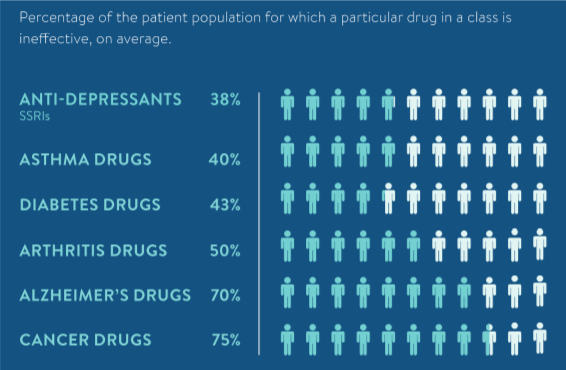 Percentage of the patient population for which a particular drug in a class is
ineffective, on average.
ANTI-DEPRESSANTS 38%
SSRIs
ASTHMA DRUGS 40%
DIABETES DRUGS 43%
ARTHRITIS DRUGS 50%
ALZHEIMER'S DRUGS 70%
CANCER DRUGS 75%